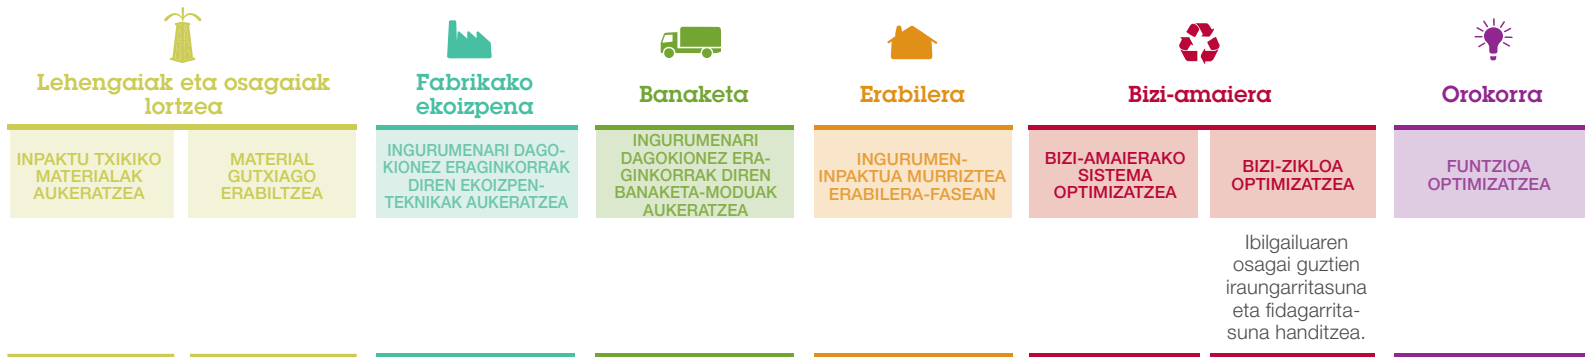 Lehengaiak eta osagaiak
lortzea
Fabrikako
ekoizpena
Banaketa
Erabilera
Bizi-amaiera
Orokorra
INPAKTU TXIKIKO
MATERIALAK
AUKERATZEA
MATERIAL
GUTXIAGO
ERABILTZEA
INGURUMENARI DAGO-
KIONEZ ERAGINKORRAK
DIREN EKOIZPEN-
TEKNIKAK AUKERATZEA
INGURUMENARI
DAGOKIONEZ ERA-
GINKORRAK DIREN
BANAKETA-MODUAK
AUKERATZEA
INGURUMEN-
INPAKTUA MURRIZTEA
ERABILERA-FASEAN
BIZI-AMAIERAKO
SISTEMA
OPTIMIZATZEA
BIZI-ZIKLOA
OPTIMIZATZEA
FUNTZIOA
OPTIMIZATZEA
Ibilgailuaren
osagai guztien
iraungarritasuna
eta fidagarrita-
suna handitzea.